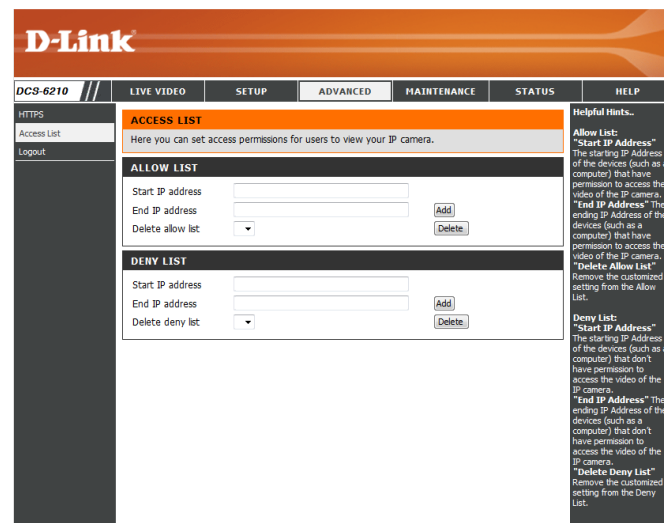 D-Link
DCS-6210
LIVE VIDEO
SETUP
ADVANCED
MAINTENANCE
STATUS
HELP
HTTPS
Access List
Logout
ACCESS LIST
Here you can set access permissions for users to view your IP camera.
ALLOW LIST
Start IP address
End IP address
Add
Delete allow list
Delete
DENY LIST
Start IP address
End IP address
Add
Delete deny list
Delete
Helpful Hints..
Allow List:
"Start IP Address"
The starting IP Address
of the devices (such as a
computer) that have
permission to access the
video of the IP camera.
"End IP Address" The
ending IP Address of the
devices (such as a
computer) that have
permission to access the
video of the IP camera.
"Delete Allow List"
Remove the customized
setting from the Allow
List.
Deny List:
"Start IP Address"
The starting IP Address
of the devices (such as a
computer) that don't
have permission to
access the video of the
IP camera.
"End IP Address" The
ending IP Address of the
devices (such as a
computer) that don't
have permission to
access the video of the
IP camera.
"Delete Deny List"
Remove the customized
setting from the Deny
List.